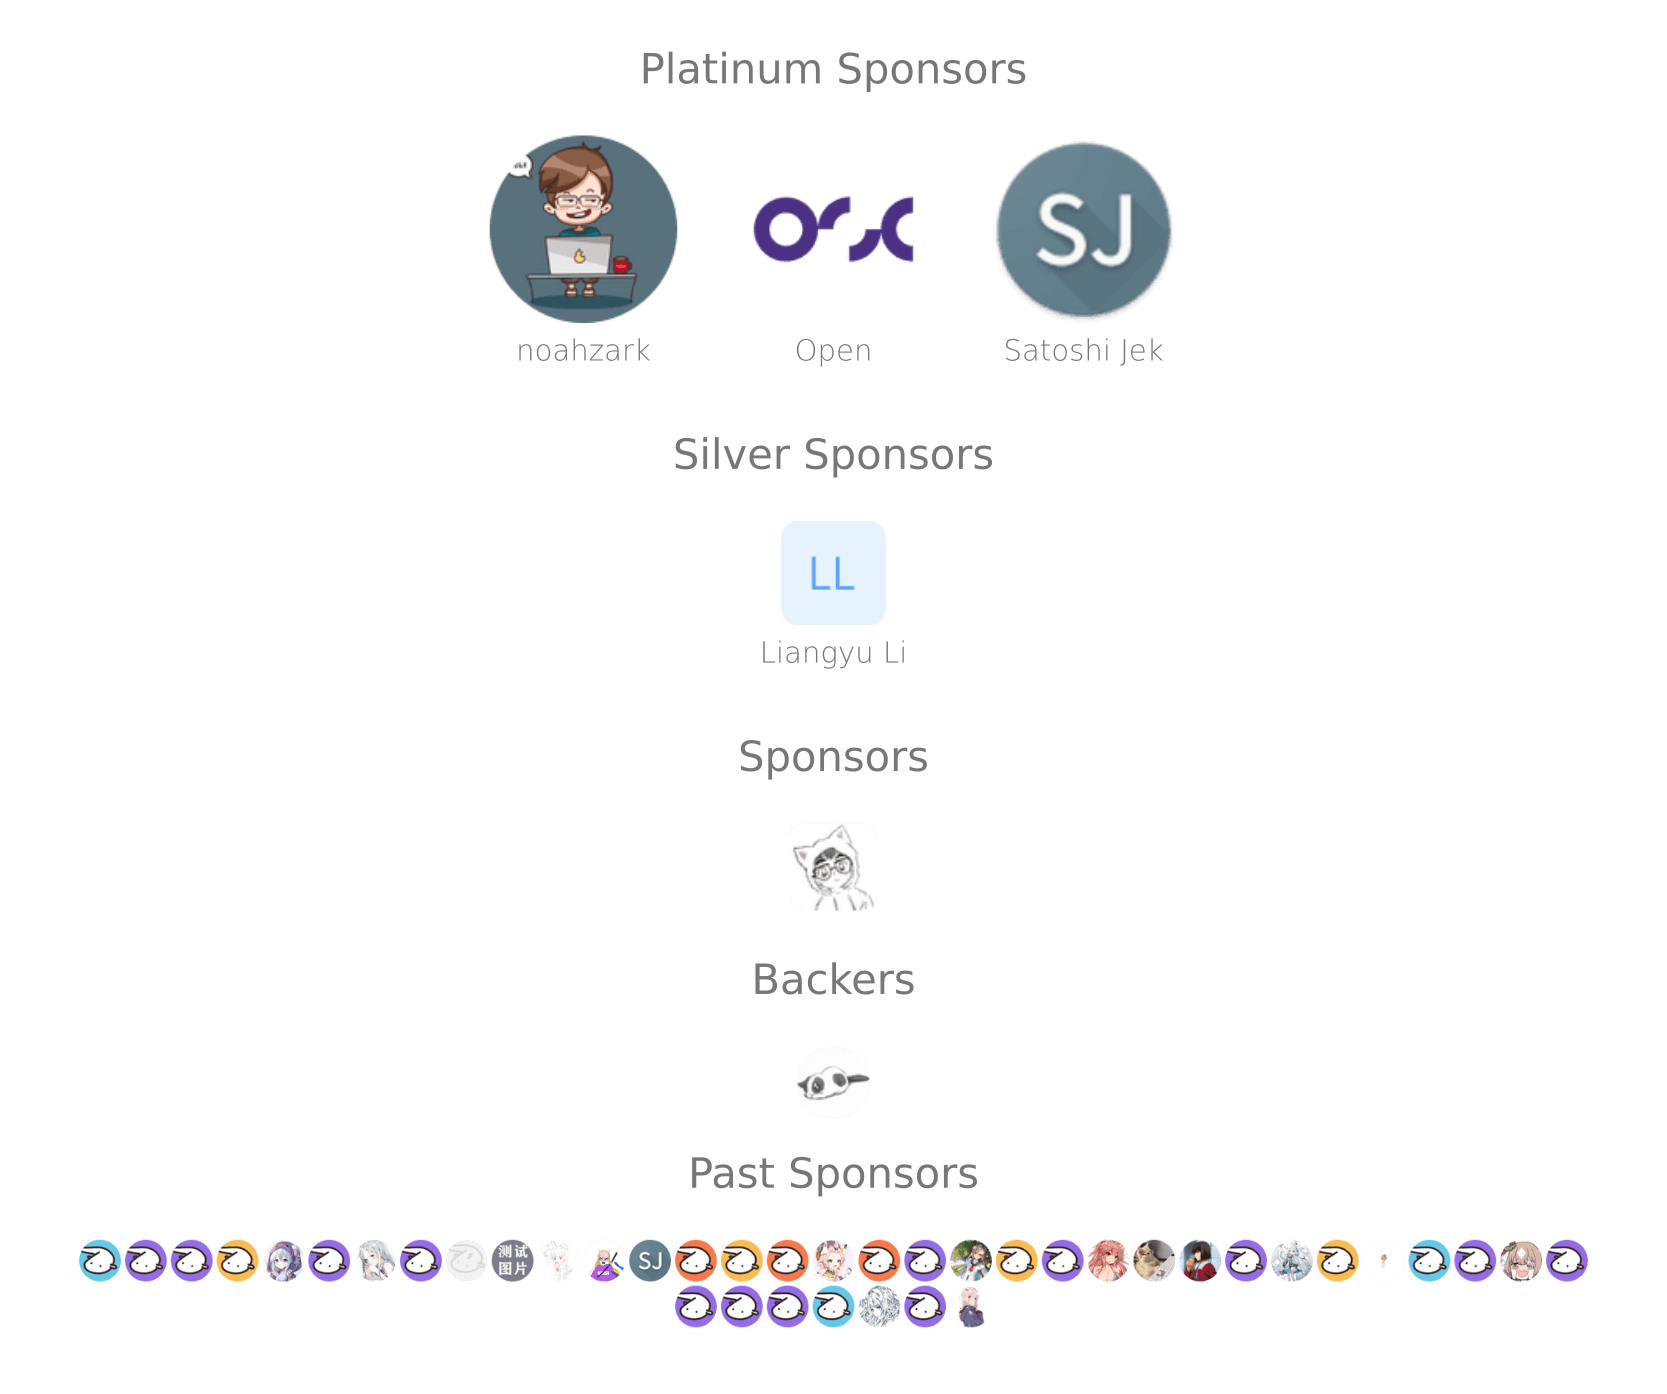 Platinum Sponsors
SJ
noahzark
Open
Satoshi Jek
Silver Sponsors
LL
Liangyu Li
Sponsors
Backers
Past Sponsors
测试
图片
SJ